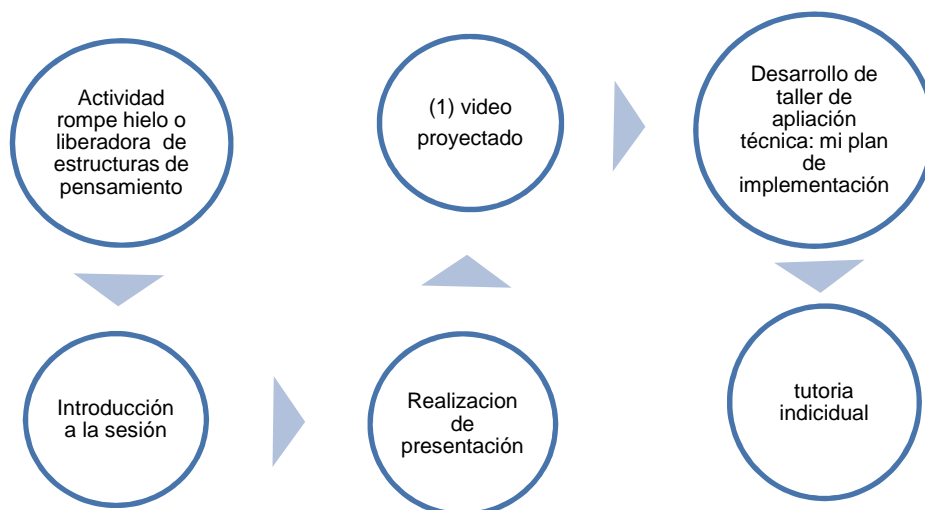 Actividad
rompe hielo o
liberadora de
estructuras de
pensamiento
Introducción
a la sesión
Realizacion
de
presentación
(1) video
proyectado
Desarrollo de
taller de
apliación
técnica: mi plan
de
implementación
tutoria
indicidual